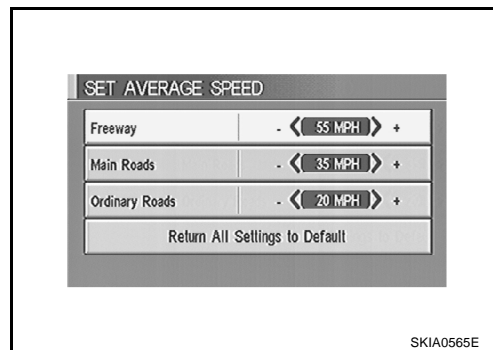 SET AVERAGE SPEED
Freeway - 55 MPH +
Main Roads - 35 MPH +
Ordinary Roads - 20 MPH +
Return All Settings to Default
SKIA0565E